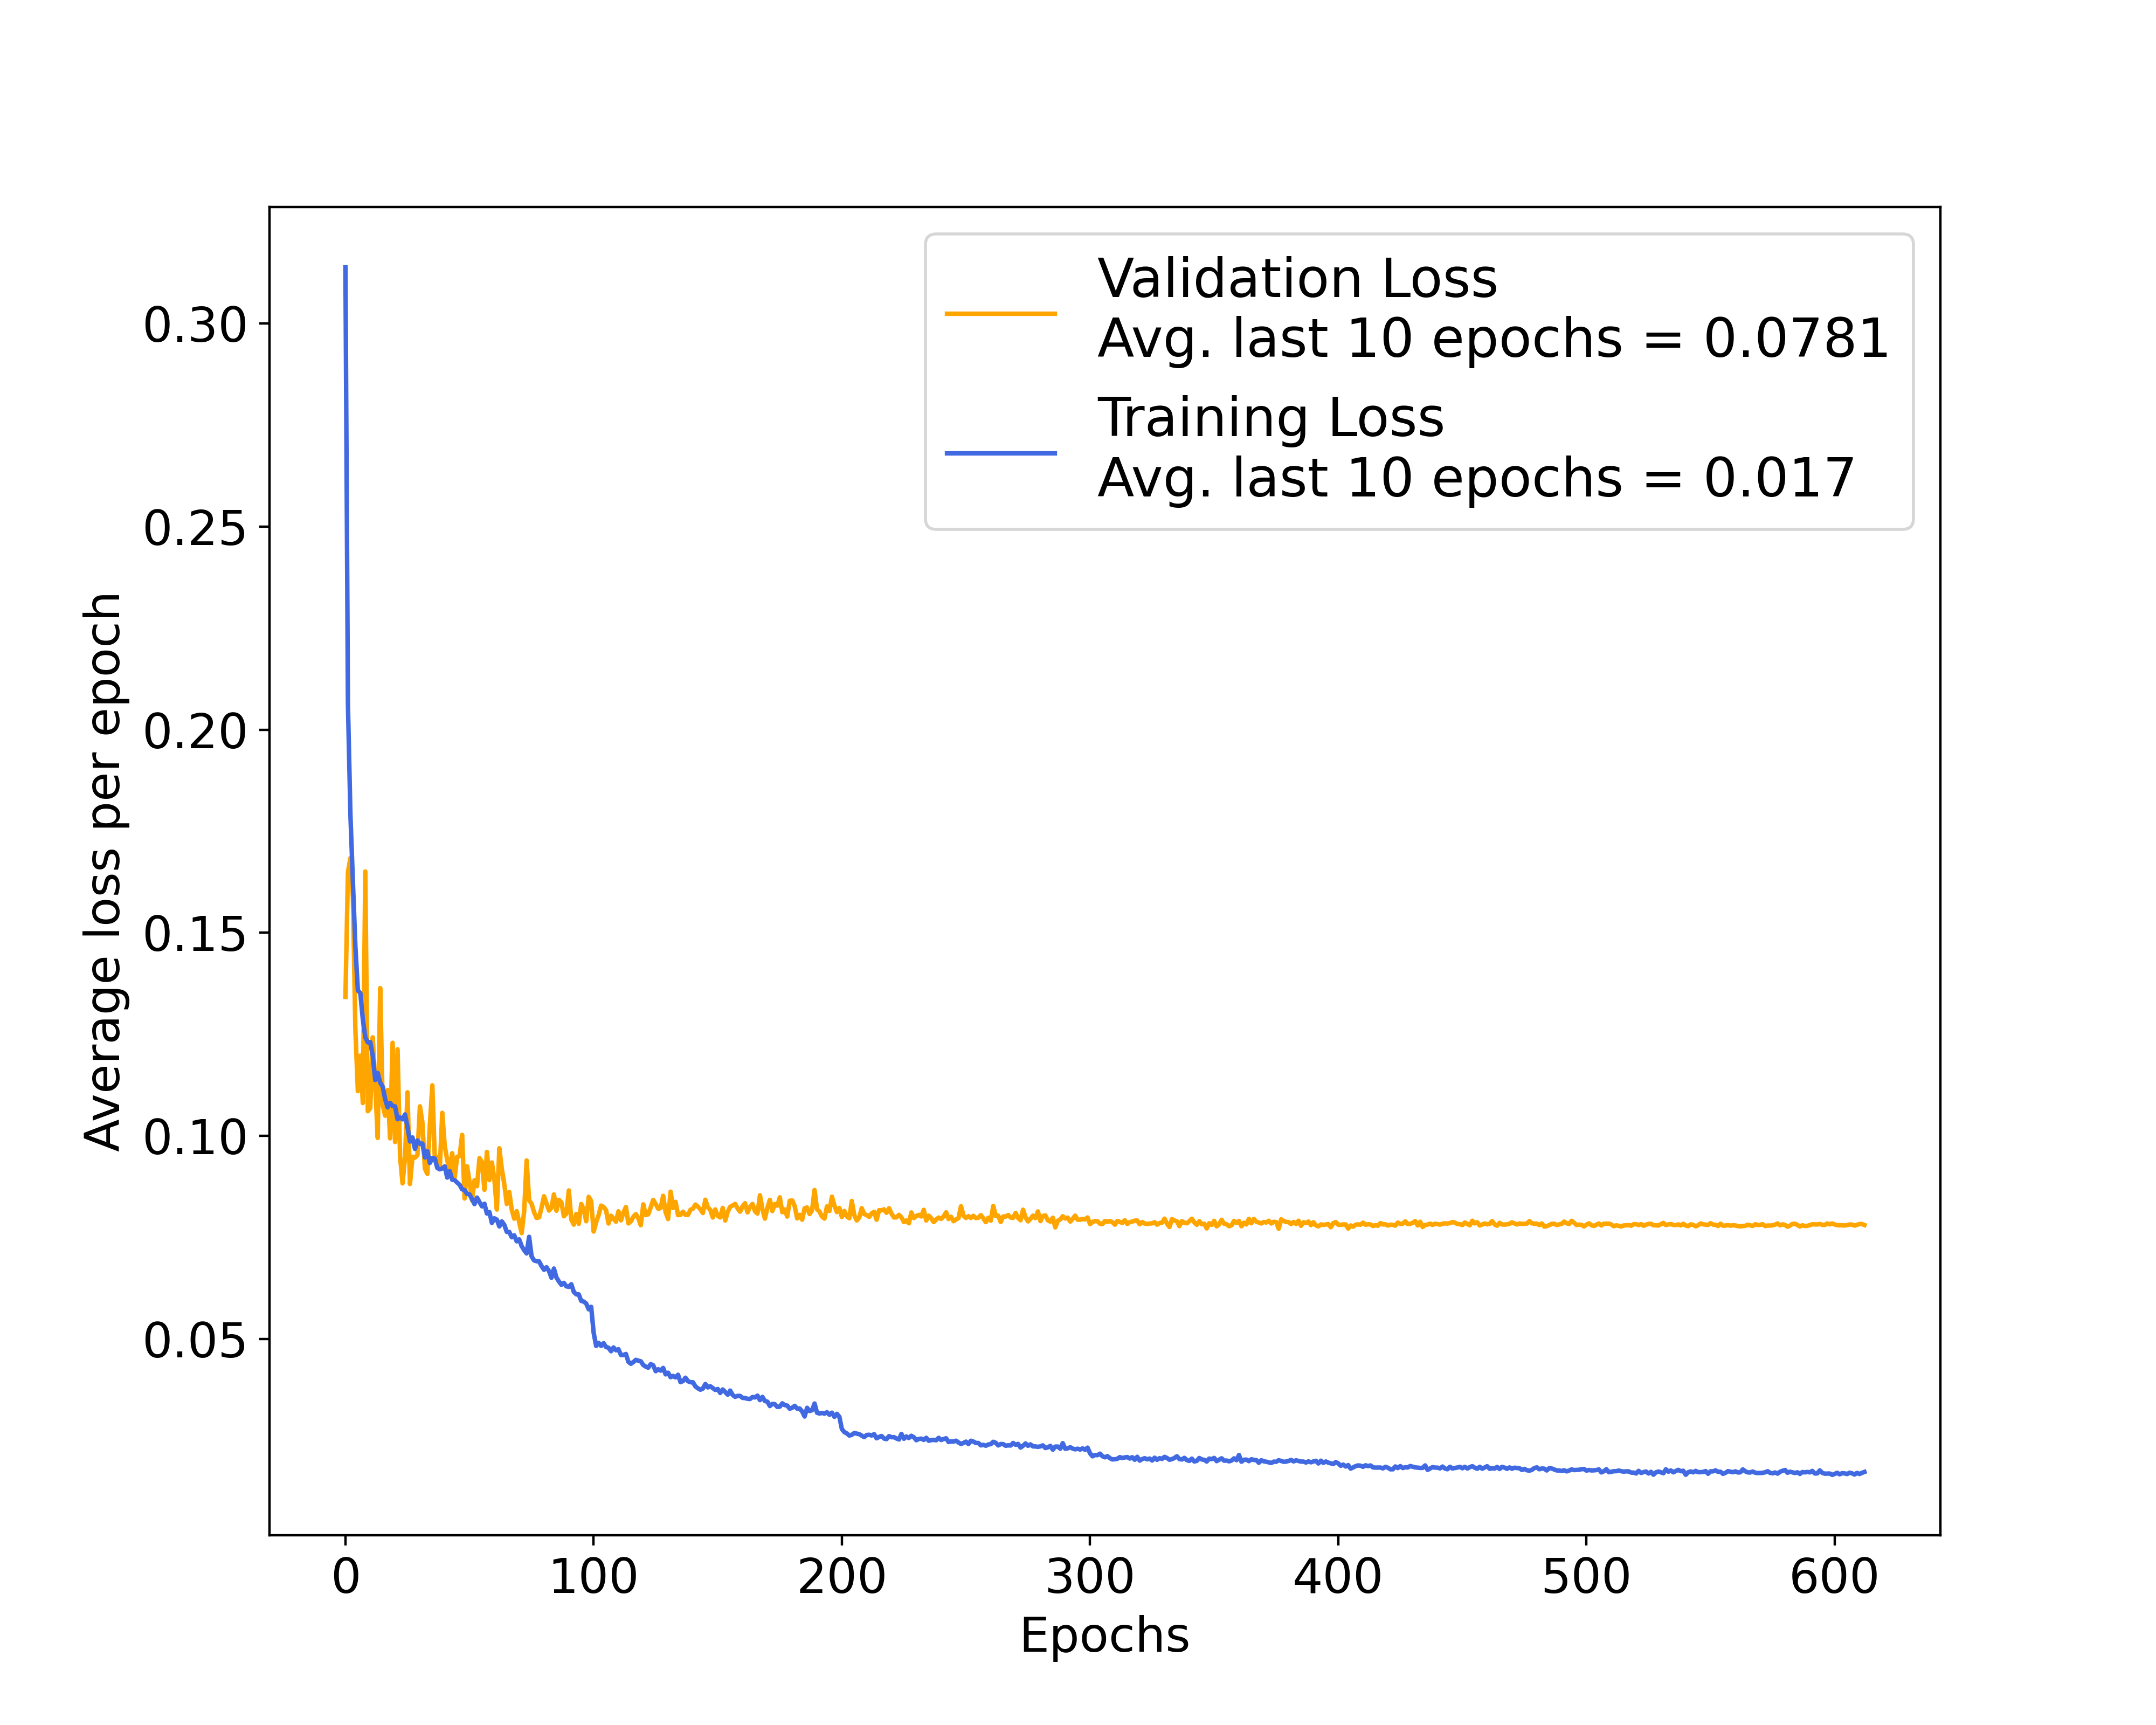 Validation Loss
Avg. last 10 epochs = 0.0781
Training Loss
Avg. last 10 epochs = 0.017
0.30
0.25
0.20
0.15
0.10
0.05
Average loss per epoch
0 100 200 300 400 500 600
Epochs